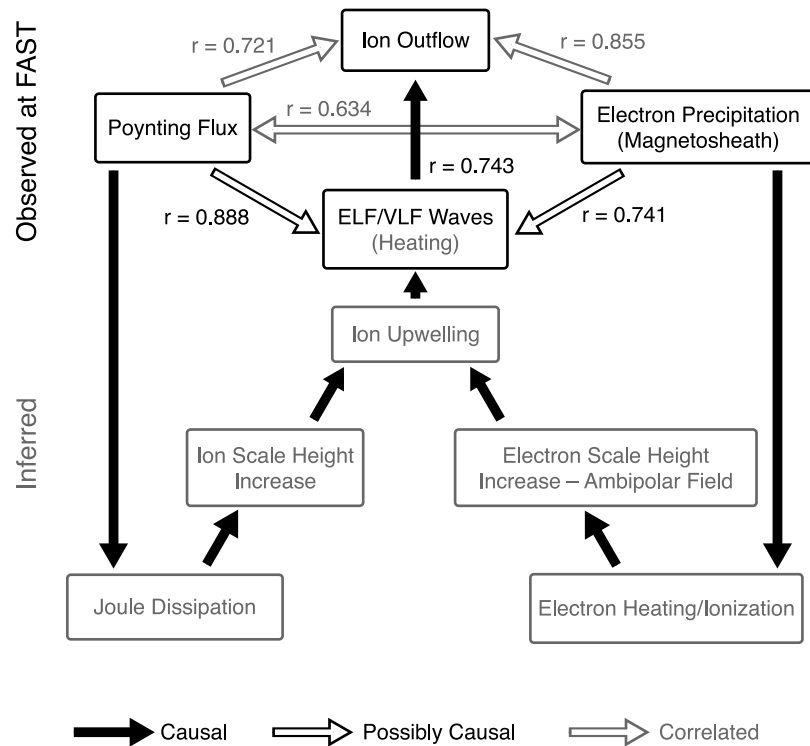 Observed at FAST
Ion Outflow
r = 0.721
r = 0.855
Poynting Flux
r = 0.634
Electron Precipitation
(Magnetosheath)
r = 0.743
r = 0.888
ELF/VLF Waves
(Heating)
r = 0.741
Ion Upwelling
Inferred
Ion Scale Height
Increase
Electron Scale Height
Increase – Ambipolar Field
Joule Dissipation
Electron Heating/Ionization
Causal
Possibly Causal
Correlated